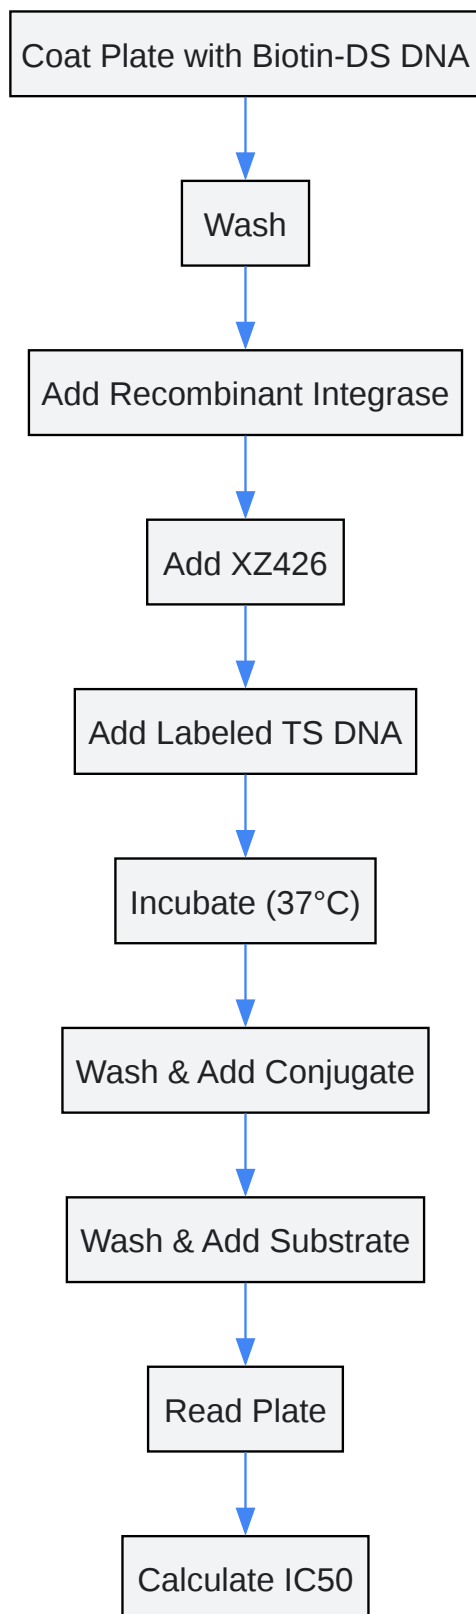 Coat Plate with Biotin-DS DNA
Wash
Add Recombinant Integrase
Add XZ426
Add Labeled TS DNA
Incubate (37°C)
Wash & Add Conjugate
Wash & Add Substrate
Read Plate
Calculate IC50